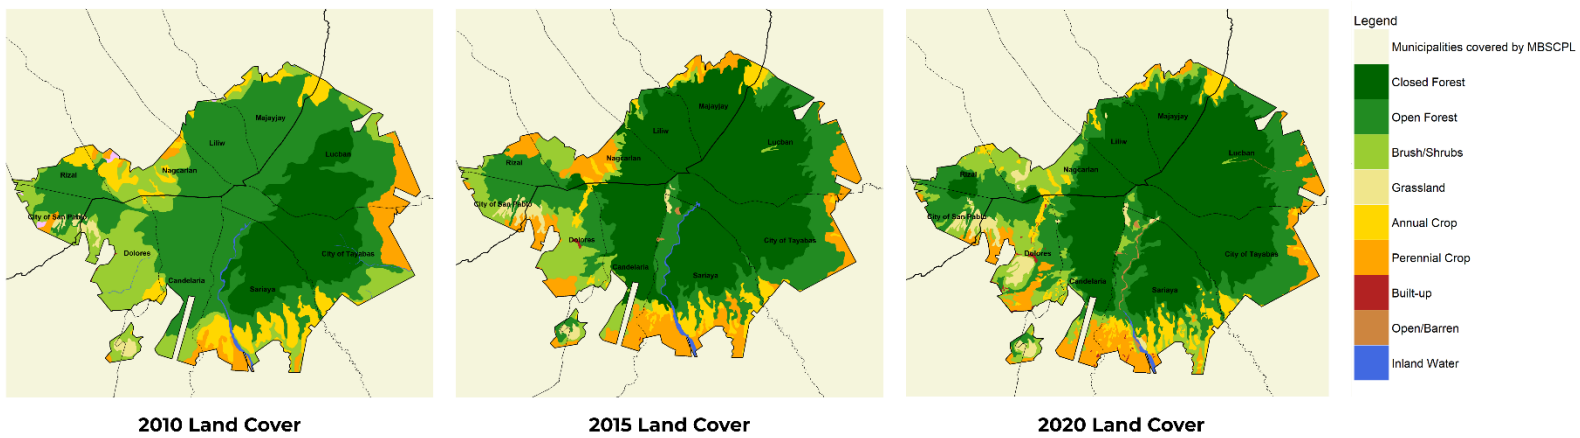 Majayjay
Liliw
Lucban
Rizal
Nagcarlan
City of San Pablo
Dolores
City of Tayabas
Candelaria
Sariaya
2010 Land Cover
Majayjay
Liliw
Lucban
Rizal
Nagcarlan
City of San Pablo
Dolores
City of Tayabas
Candelaria
Sariaya
2015 Land Cover
Majayjay
Liliw
Lucban
Rizal
Nagcarlan
City of San Pablo
Dolores
City of Tayabas
Candelaria
Sariaya
2020 Land Cover
Legend
Municipalities covered by MBSCPL
Closed Forest
Open Forest
Brush/Shrubs
Grassland
Annual Crop
Perennial Crop
Built-up
Open/Barren
Inland Water